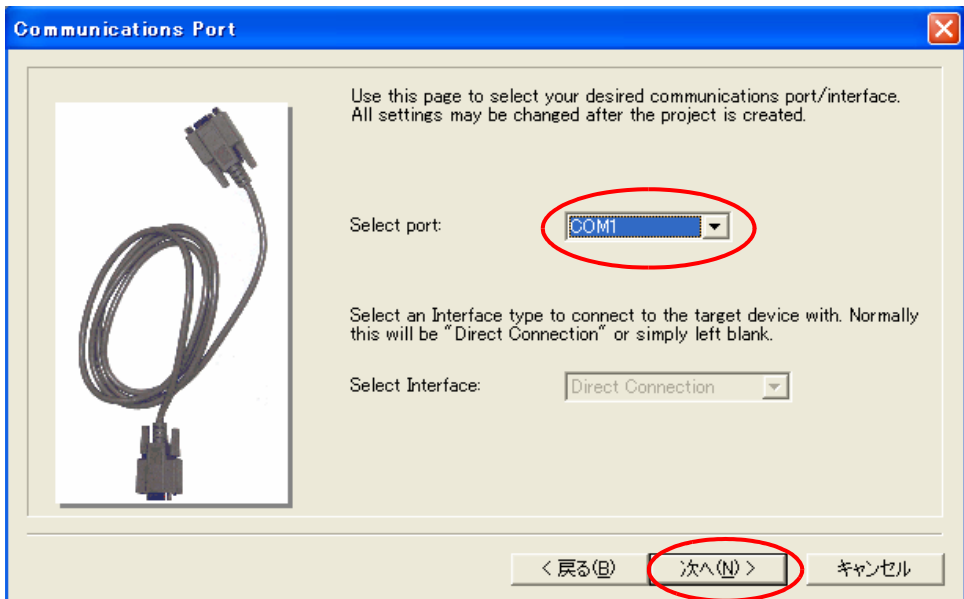 Communications Port
Use this page to select your desired communications port/interface.
All settings may be changed after the project is created.
Select port:
COM1
Select an Interface type to connect to the target device with. Normally
this will be "Direct Connection" or simply left blank.
Select Interface:
Direct Connection
< 戻る(B)
次へ(N) >
キャンセル